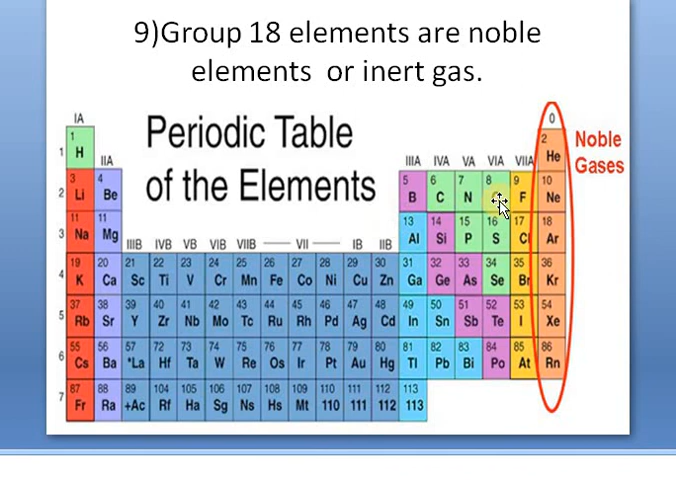 9)Group 18 elements are noble
elements or inert gas.
Periodic Table
of the Elements
Noble
Gases
IA 0
1 2
1 H He
IIA IIIA IVA VA VIA VIIA
3 4 5 6 7 8 9 10
2 Li Be B C N F Ne
11 11 13 14 15 16 17 18
3 Na Mg Al Si P S Cl Ar
IIIB IVB VB VIB VIIB —— VII —— IB IIB
19 20 21 22 23 24 25 26 27 28 29 30 31 32 33 34 35 36
4 K Ca Sc Ti V Cr Mn Fe Co Ni Cu Zn Ga Ge As Se Br Kr
37 38 39 40 41 42 43 44 45 46 47 48 49 50 51 52 53 54
5 Rb Sr Y Zr Nb Mo Tc Ru Rh Pd Ag Cd In Sn Sb Te I Xe
55 56 57 72 73 74 75 76 77 78 79 80 81 82 83 84 85 86
6 Cs Ba *La Hf Ta W Re Os Ir Pt Au Hg Tl Pb Bi Po At Rn
87 88 89 104 105 106 107 108 109 110 111 112 113
7 Fr Ra +Ac Rf Ha Sg Ns Hs Mt 110 111 112 113